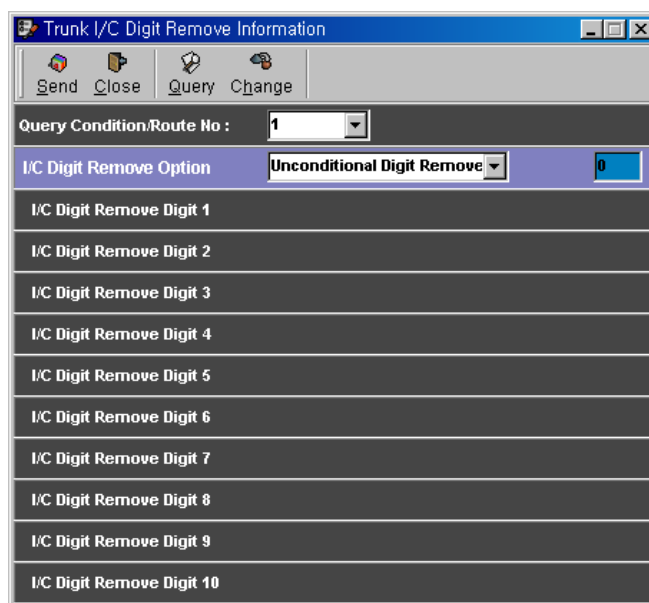 Trunk I/C Digit Remove Information
Send Close Query Change
Query Condition/Route No : 1
I/C Digit Remove Option Unconditional Digit Remove 0
I/C Digit Remove Digit 1
I/C Digit Remove Digit 2
I/C Digit Remove Digit 3
I/C Digit Remove Digit 4
I/C Digit Remove Digit 5
I/C Digit Remove Digit 6
I/C Digit Remove Digit 7
I/C Digit Remove Digit 8
I/C Digit Remove Digit 9
I/C Digit Remove Digit 10